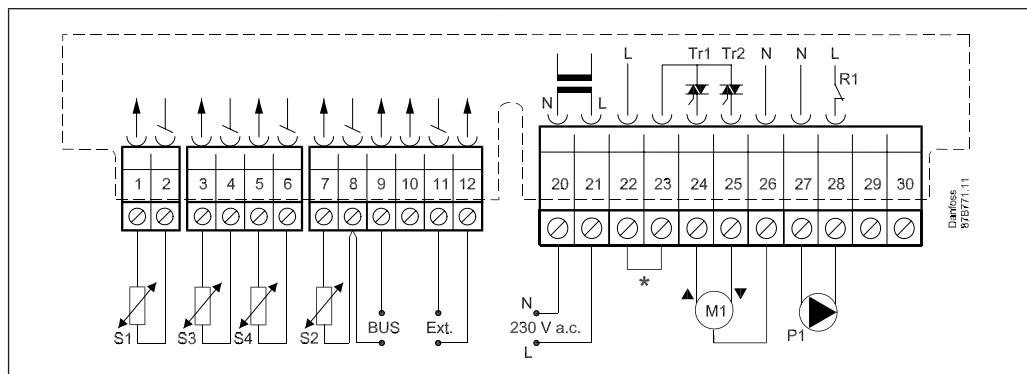 L Tr1 Tr2 N N L
R1
N L
1 2 3 4 5 6 7 8 9 10 11 12
20 21 22 23 24 25 26 27 28 29 30
Danfoss
87B771.11
*
S1 S3 S4 S2 BUS Ext.
N
230 V a.c.
L
M1
P1